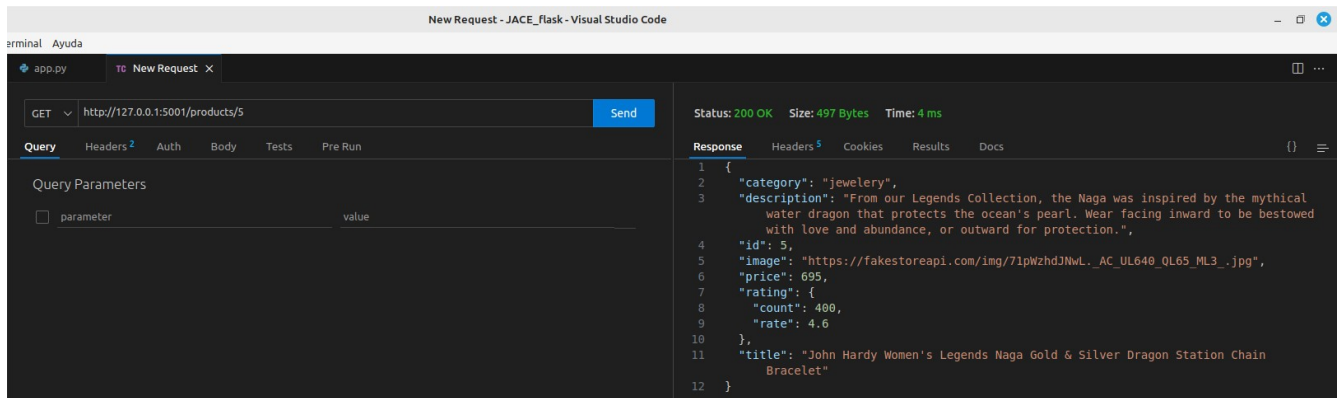 New Request - JACE_flask - Visual Studio Code
erminal Ayuda
app.py
TC New Request
GET http://127.0.0.1:5001/products/5 Send
Query Headers 2 Auth Body Tests Pre Run
Query Parameters
parameter value
Status: 200 OK Size: 497 Bytes Time: 4 ms
Response Headers 5 Cookies Results Docs {}
1 {
2 "category": "jewelery",
3 "description": "From our Legends Collection, the Naga was inspired by the mythical
water dragon that protects the ocean's pearl. Wear facing inward to be bestowed
with love and abundance, or outward for protection.",
4 "id": 5,
5 "image": "https://fakestoreapi.com/img/71pWzhdJNwL._AC_UL640_QL65_ML3_.jpg",
6 "price": 695,
7 "rating": {
8 "count": 400,
9 "rate": 4.6
10 },
11 "title": "John Hardy Women's Legends Naga Gold & Silver Dragon Station Chain
Bracelet"
12 }